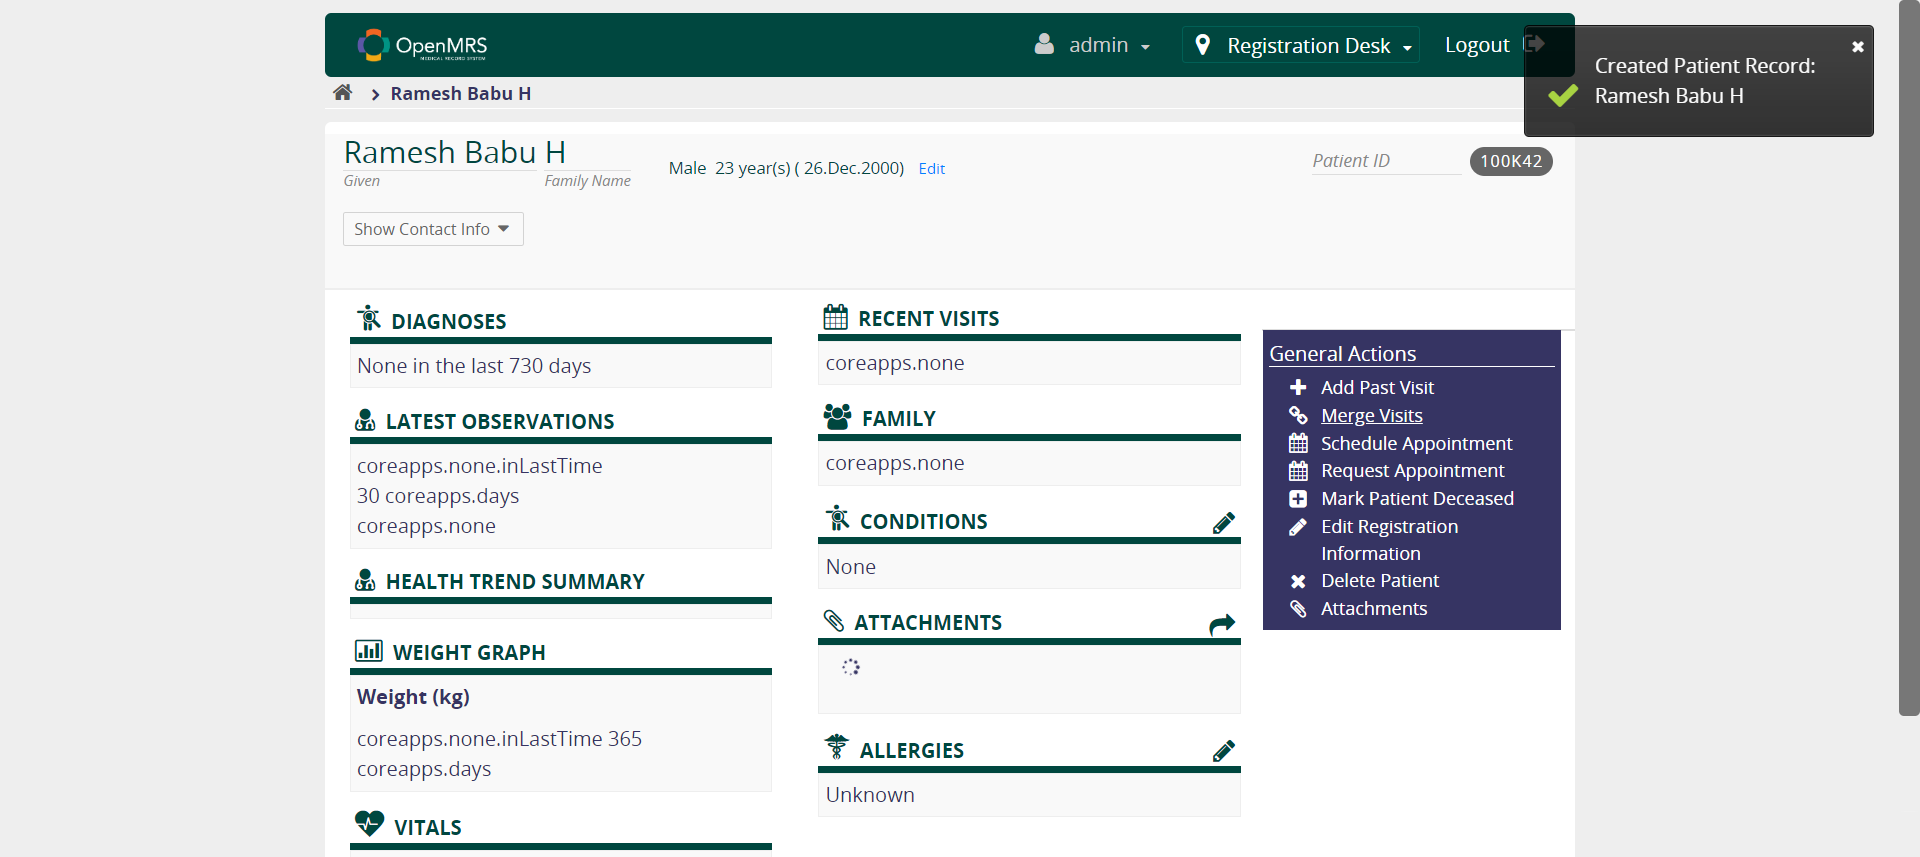 OpenMRS
MEDICAL RECORD SYSTEM
admin
Registration Desk
Logout
Created Patient Record:
Ramesh Babu H
Ramesh Babu H
Ramesh Babu H
Given
Family Name
Male 23 year(s) ( 26.Dec.2000)
Edit
Patient ID
100K42
Show Contact Info
DIAGNOSES
None in the last 730 days
LATEST OBSERVATIONS
coreapps.none.inLastTime
30 coreapps.days
coreapps.none
HEALTH TREND SUMMARY
WEIGHT GRAPH
Weight (kg)
coreapps.none.inLastTime 365
coreapps.days
VITALS
RECENT VISITS
coreapps.none
FAMILY
coreapps.none
CONDITIONS
None
ATTACHMENTS
ALLERGIES
Unknown
General Actions
Add Past Visit
Merge Visits
Schedule Appointment
Request Appointment
Mark Patient Deceased
Edit Registration
Information
Delete Patient
Attachments